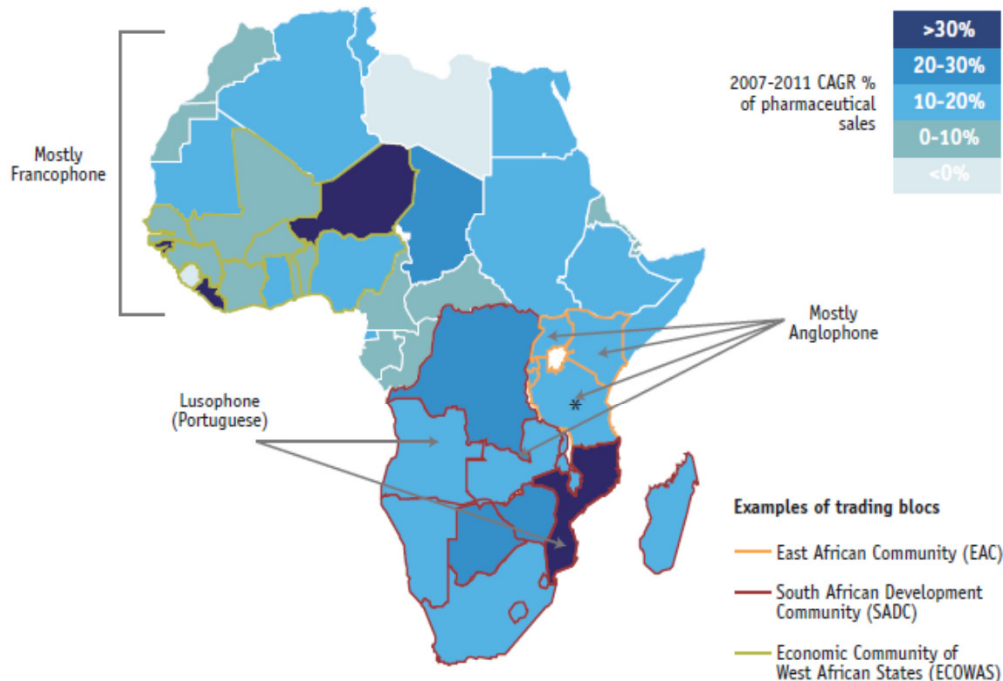 >30%
20-30%
10-20%
0-10%
<0%
2007-2011 CAGR %
of pharmaceutical
sales
Mostly
Francophone
Mostly
Anglophone
Lusophone
(Portuguese)
*
Examples of trading blocs
East African Community (EAC)
South African Development
Community (SADC)
Economic Community of
West African States (ECOWAS)